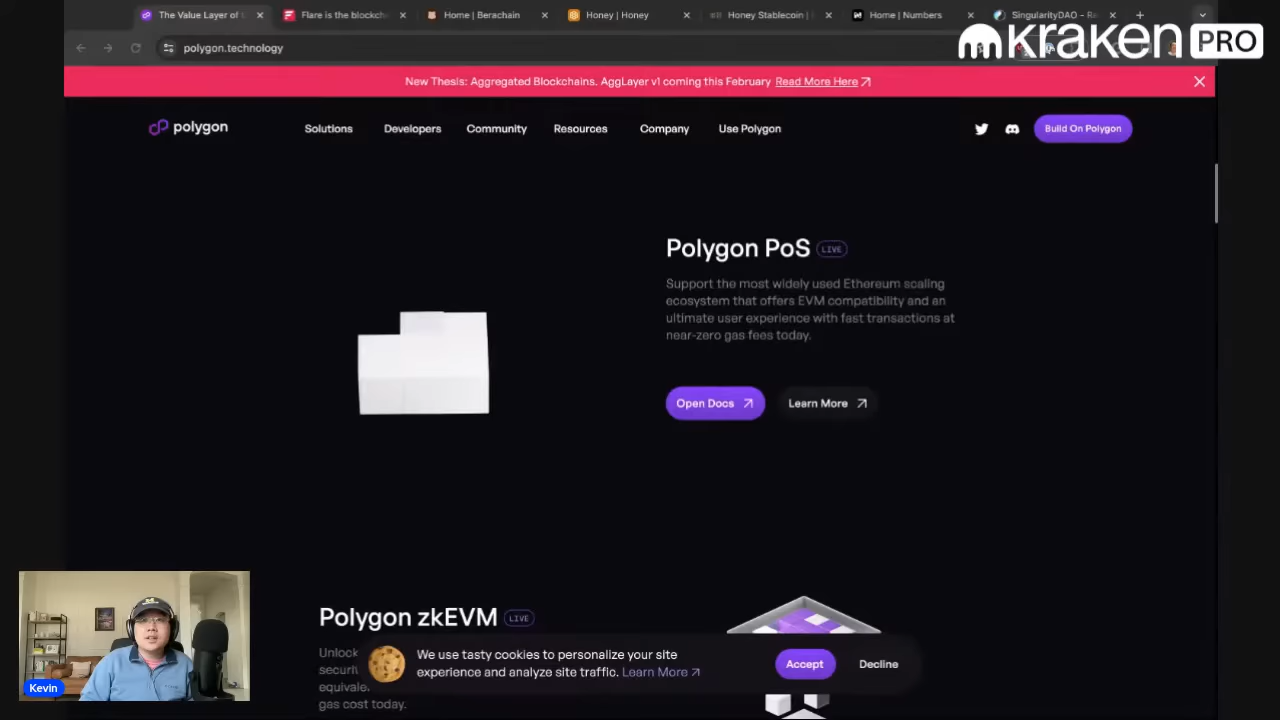 The Value Layer of t
Flare is the blockch
Home | Berachain
Honey | Honey
Honey Stablecoin |
Home | Numbers
SingularityDAO - Re
polygon.technology
kraken PRO
New Thesis: Aggregated Blockchains. AggLayer v1 coming this February Read More Here
polygon
Solutions
Developers
Community
Resources
Company
Use Polygon
Build On Polygon
Polygon PoS LIVE
Support the most widely used Ethereum scaling
ecosystem that offers EVM compatibility and an
ultimate user experience with fast transactions at
near-zero gas fees today.
Open Docs
Learn More
Polygon zkEVM LIVE
Unlock
securi
equivale
gas cost today.
We use tasty cookies to personalize your site
experience and analyze site traffic. Learn More
Accept
Decline
Kevin